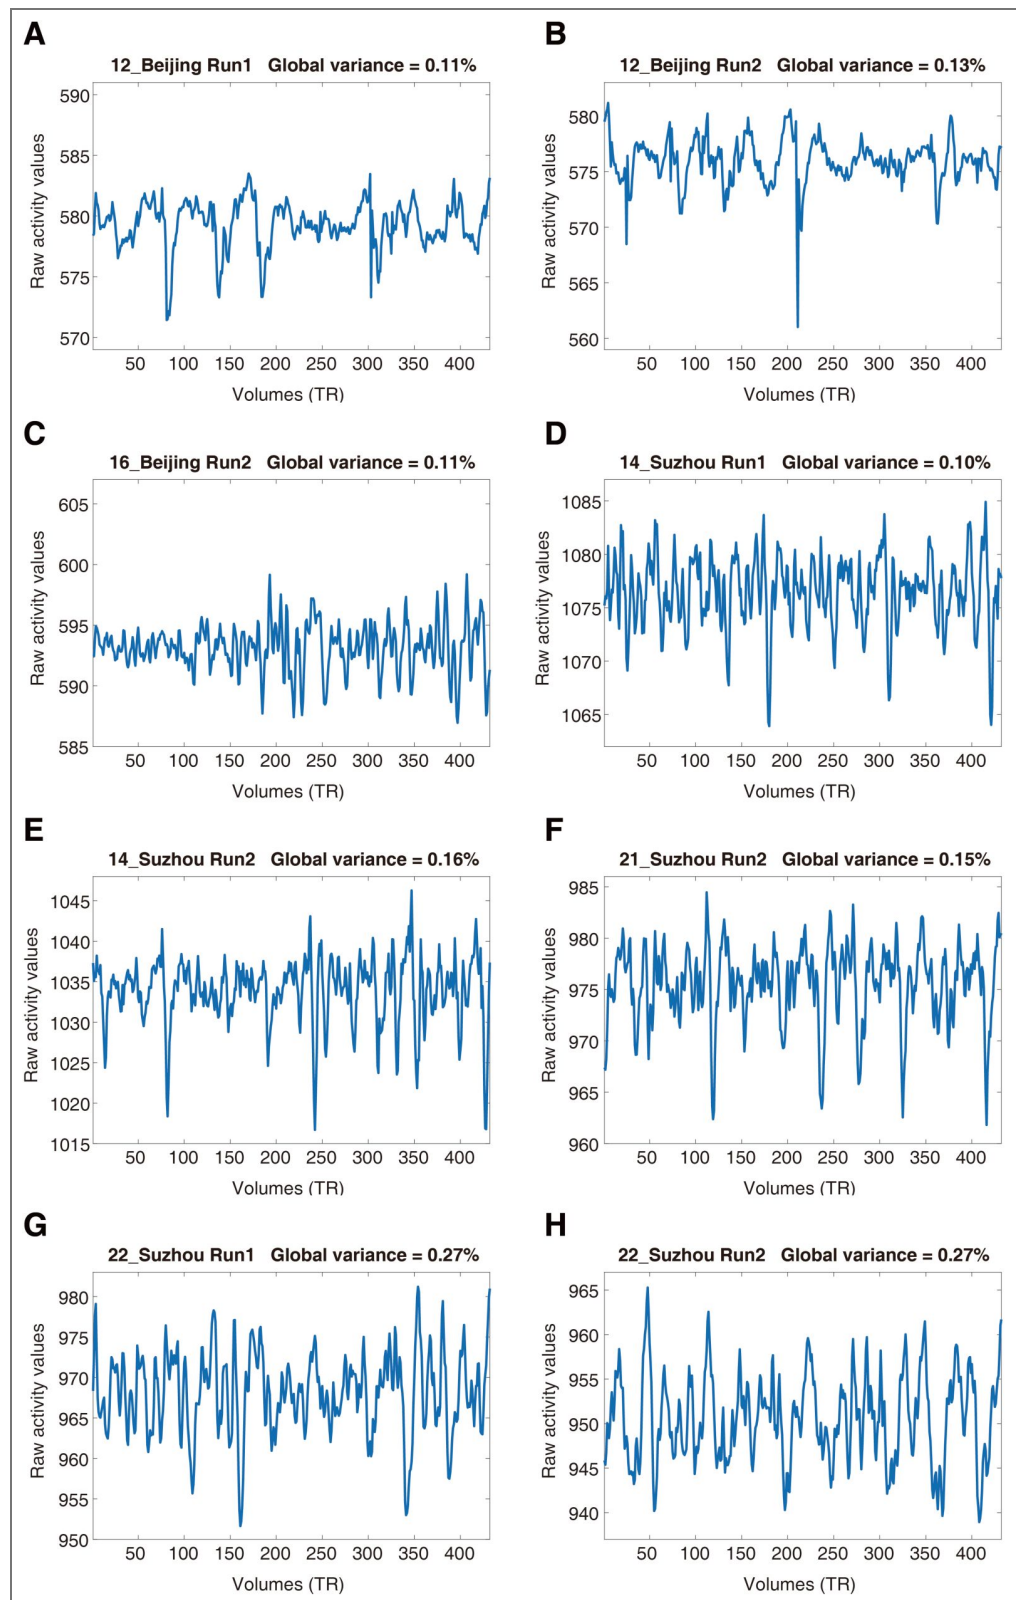 A
12_Beijing Run1 Global variance = 0.11%
Raw activity values
590
585
580
575
570
50 100 150 200 250 300 350 400
Volumes (TR)
B
12_Beijing Run2 Global variance = 0.13%
Raw activity values
580
575
570
565
560
50 100 150 200 250 300 350 400
Volumes (TR)
C
16_Beijing Run2 Global variance = 0.11%
Raw activity values
605
600
595
590
585
50 100 150 200 250 300 350 400
Volumes (TR)
D
14_Suzhou Run1 Global variance = 0.10%
Raw activity values
1085
1080
1075
1070
1065
50 100 150 200 250 300 350 400
Volumes (TR)
E
14_Suzhou Run2 Global variance = 0.16%
Raw activity values
1045
1040
1035
1030
1025
1020
1015
50 100 150 200 250 300 350 400
Volumes (TR)
F
21_Suzhou Run2 Global variance = 0.15%
Raw activity values
985
980
975
970
965
960
50 100 150 200 250 300 350 400
Volumes (TR)
G
22_Suzhou Run1 Global variance = 0.27%
Raw activity values
980
975
970
965
960
955
950
50 100 150 200 250 300 350 400
Volumes (TR)
H
22_Suzhou Run2 Global variance = 0.27%
Raw activity values
965
960
955
950
945
940
50 100 150 200 250 300 350 400
Volumes (TR)